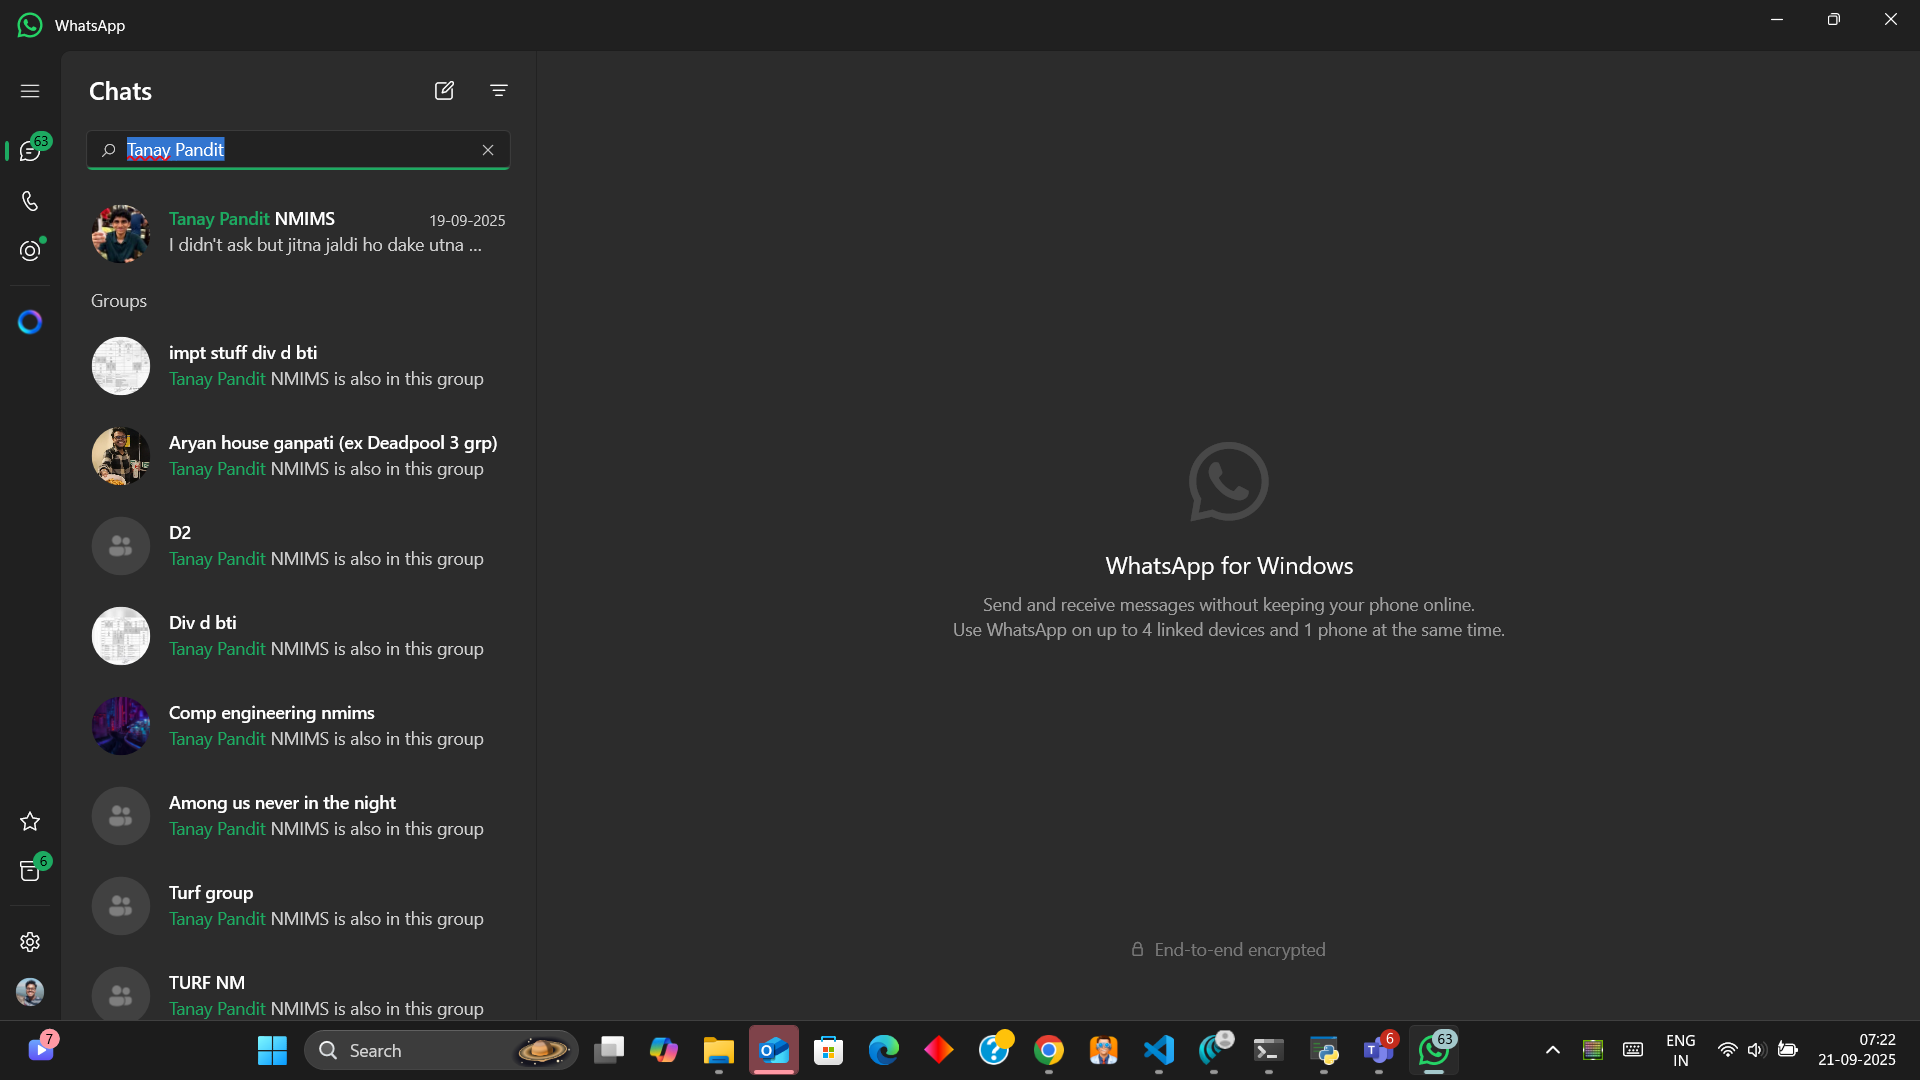 WhatsApp
Chats
63
Tanay Pandit
Tanay Pandit NMIMS
19-09-2025
I didn't ask but jitna jaldi ho dake utna ...
Groups
impt stuff div d bti
Tanay Pandit NMIMS is also in this group
Aryan house ganpati (ex Deadpool 3 grp)
Tanay Pandit NMIMS is also in this group
D2
Tanay Pandit NMIMS is also in this group
Div d bti
Tanay Pandit NMIMS is also in this group
Comp engineering nmims
Tanay Pandit NMIMS is also in this group
Among us never in the night
Tanay Pandit NMIMS is also in this group
6
Turf group
Tanay Pandit NMIMS is also in this group
TURF NM
Tanay Pandit NMIMS is also in this group
WhatsApp for Windows
Send and receive messages without keeping your phone online.
Use WhatsApp on up to 4 linked devices and 1 phone at the same time.
End-to-end encrypted
7
Search
6
63
ENG
IN
07:22
21-09-2025